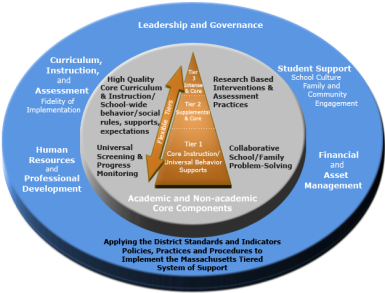 Leadership and Governance
Curriculum,
Instruction,
and
Assessment
Fidelity of
Implementation
Student Support
School Culture
Family and
Community
Engagement
High Quality
Core Curriculum
& Instruction/
School-wide
behavior/social
rules, supports,
expectations
Flexible Tiers
Tier
3
Intense
& Core
Tier 2
Supplemental
& Core
Tier 1
Core Instruction/
Universal Behavior
Supports
Research Based
Interventions &
Assessment
Practices
Universal
Screening &
Progress
Monitoring
Collaborative
School/Family
Problem-Solving
Human
Resources
and
Professional
Development
Financial
and
Asset
Management
Academic and Non-academic
Core Components
Applying the District Standards and Indicators
Policies, Practices and Procedures to
Implement the Massachusetts Tiered
System of Support